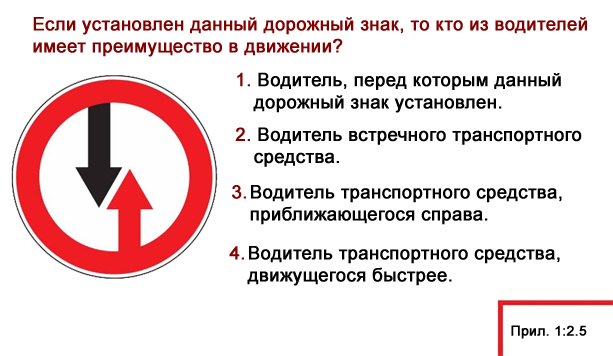 Если установлен данный дорожный знак, то кто из водителей
имеет преимущество в движении?
1. Водитель, перед которым данный
дорожный знак установлен.
2. Водитель встречного транспортного
средства.
3. Водитель транспортного средства,
приближающегося справа.
4. Водитель транспортного средства,
движущегося быстрее.
Прил. 1:2.5